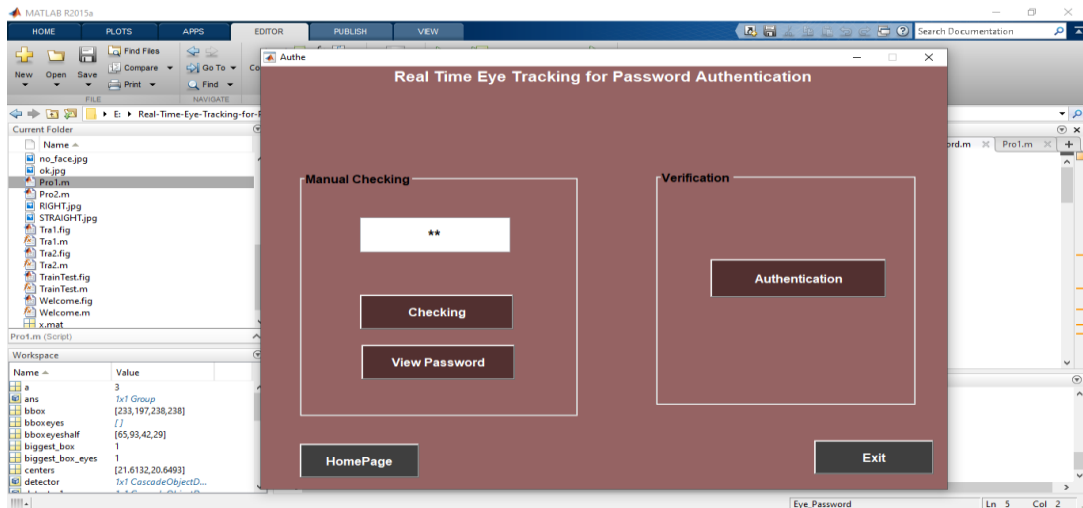 MATLAB R2015a
HOME PLOTS APPS EDITOR PUBLISH VIEW
Search Documentation
New Open Save
Find Files
Compare
Print
Go To
Find
FILE
NAVIGATE
E: Real-Time-Eye-Tracking-for-
Current Folder
Name
no_face.jpg
ok.jpg
Pro1.m
Pro2.m
RIGHT.jpg
STRAIGHT.jpg
Tra1.fig
Tra1.m
Tra2.fig
Tra2.m
TrainTest.fig
TrainTest.m
Welcome.fig
Welcome.m
x.mat
Pro1.m (Script)
Workspace
Name Value
a 3
ans 1x1 Group
bbox [233,197,238,238]
bboxeyes []
bboxeyeshalf [65,93,42,29]
biggest_box 1
biggest_box_eyes 1
centers [21.6132,20.6493]
detector 1x1 CascadeObjectD...
Authe
Real Time Eye Tracking for Password Authentication
Manual Checking
**
Checking
View Password
Verification
Authentication
HomePage
Exit
ord.m Pro1.m
Eye_Password Ln 5 Col 2